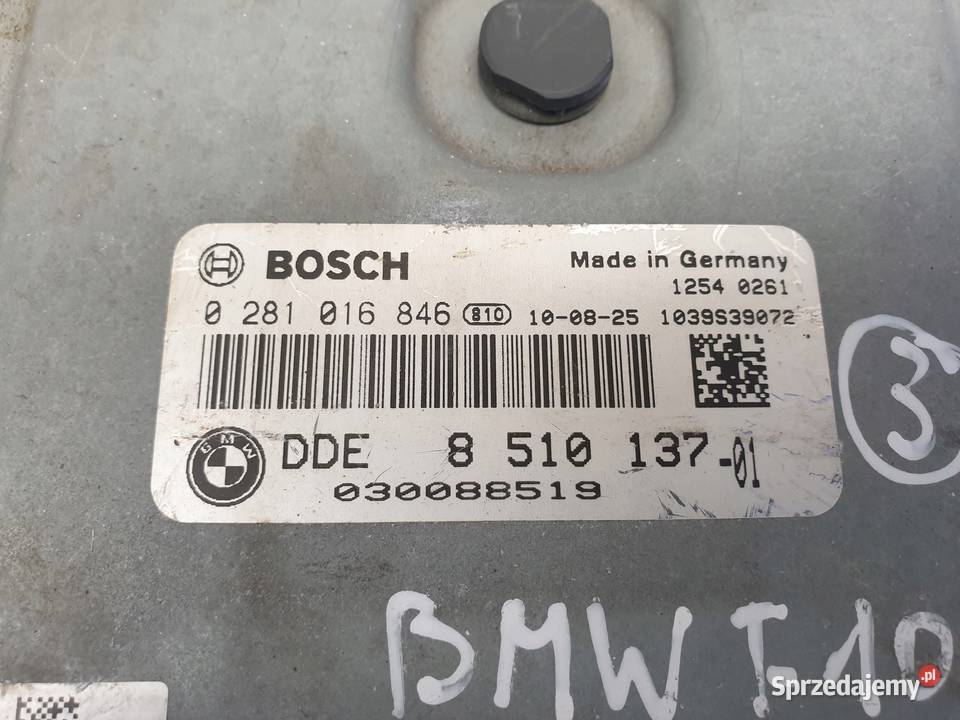 BOSCH Made in Germany
1254 0261
0 281 016 846 810 10-08-25 1039S39072
BMW DDE 8 510 137-01
030088519
3
BMW F10
Sprzedajemy.pl